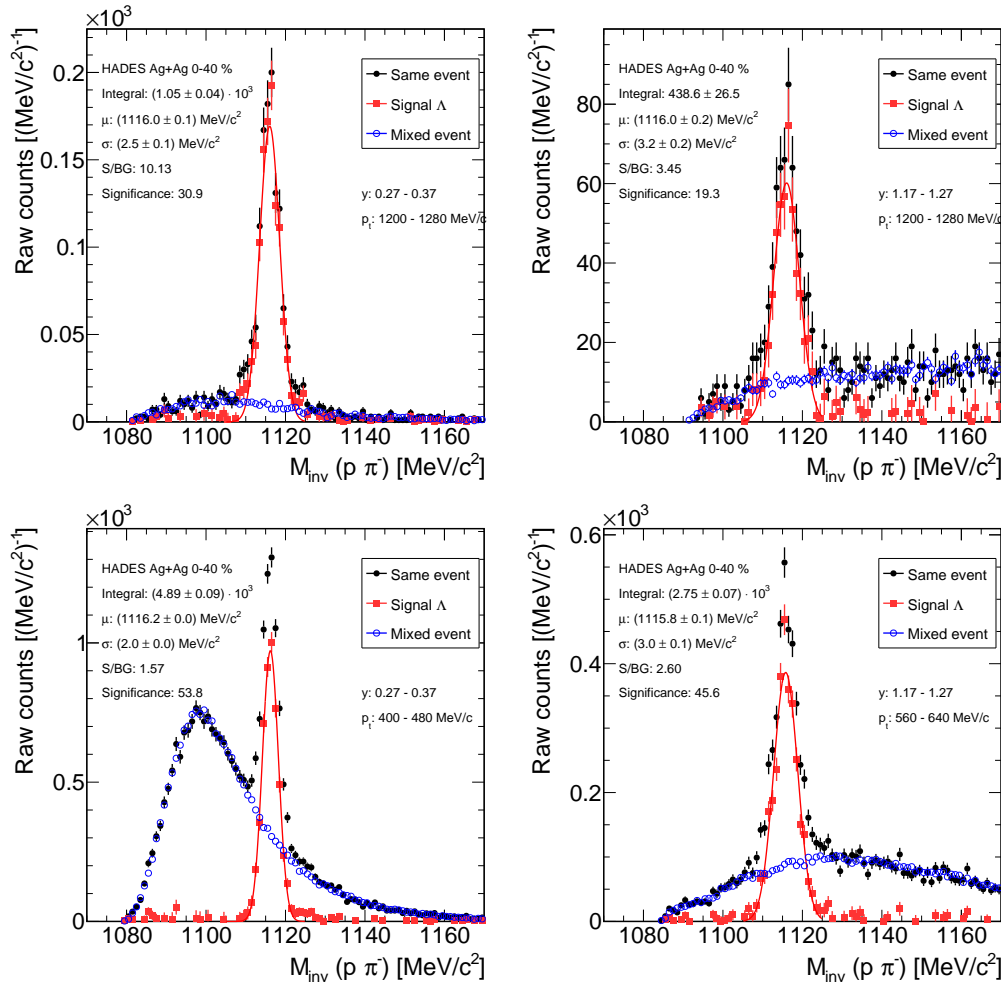 ×10³
Raw counts [(MeV/c²)⁻¹]
0.2
0.15
0.1
0.05
0
HADES Ag+Ag 0-40 %
Integral: (1.05 ± 0.04) · 10³
μ: (1116.0 ± 0.1) MeV/c²
σ: (2.5 ± 0.1) MeV/c²
S/BG: 10.13
Significance: 30.9
Same event
Signal Λ
Mixed event
y: 0.27 - 0.37
pₜ: 1200 - 1280 MeV/c
1080 1100 1120 1140 1160
M_inv (p π⁻) [MeV/c²]
Raw counts [(MeV/c²)⁻¹]
80
60
40
20
0
HADES Ag+Ag 0-40 %
Integral: 438.6 ± 26.5
μ: (1116.0 ± 0.2) MeV/c²
σ: (3.2 ± 0.2) MeV/c²
S/BG: 3.45
Significance: 19.3
Same event
Signal Λ
Mixed event
y: 1.17 - 1.27
pₜ: 1200 - 1280 MeV/c
1080 1100 1120 1140 1160
M_inv (p π⁻) [MeV/c²]
×10³
Raw counts [(MeV/c²)⁻¹]
1
0.5
0
HADES Ag+Ag 0-40 %
Integral: (4.89 ± 0.09) · 10³
μ: (1116.2 ± 0.0) MeV/c²
σ: (2.0 ± 0.0) MeV/c²
S/BG: 1.57
Significance: 53.8
Same event
Signal Λ
Mixed event
y: 0.27 - 0.37
pₜ: 400 - 480 MeV/c
1080 1100 1120 1140 1160
M_inv (p π⁻) [MeV/c²]
×10³
Raw counts [(MeV/c²)⁻¹]
0.6
0.4
0.2
0
HADES Ag+Ag 0-40 %
Integral: (2.75 ± 0.07) · 10³
μ: (1115.8 ± 0.1) MeV/c²
σ: (3.0 ± 0.1) MeV/c²
S/BG: 2.60
Significance: 45.6
Same event
Signal Λ
Mixed event
y: 1.17 - 1.27
pₜ: 560 - 640 MeV/c
1080 1100 1120 1140 1160
M_inv (p π⁻) [MeV/c²]